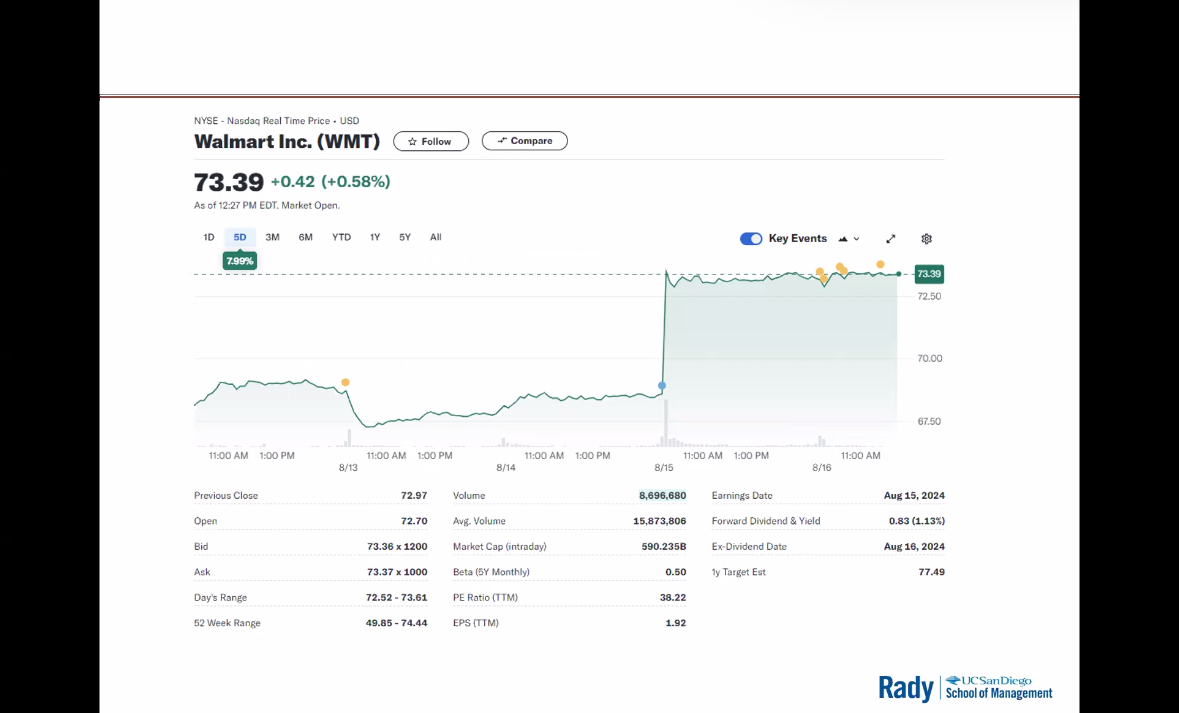 NYSE - Nasdaq Real Time Price • USD
Walmart Inc. (WMT) ☆ Follow Compare
73.39 +0.42 (+0.58%)
As of 12:27 PM EDT. Market Open.
1D 5D 3M 6M YTD 1Y 5Y All Key Events
7.99%
73.39
72.50
70.00
67.50
11:00 AM 1:00 PM 11:00 AM 1:00 PM 11:00 AM 1:00 PM 11:00 AM 1:00 PM 11:00 AM
8/13 8/14 8/15 8/16
Previous Close 72.97 Volume 8,696,680 Earnings Date Aug 15, 2024
Open 72.70 Avg. Volume 15,873,806 Forward Dividend & Yield 0.83 (1.13%)
Bid 73.36 x 1200 Market Cap (intraday) 590.235B Ex-Dividend Date Aug 16, 2024
Ask 73.37 x 1000 Beta (5Y Monthly) 0.50 1y Target Est 77.49
Day's Range 72.52 - 73.61 PE Ratio (TTM) 38.22
52 Week Range 49.85 - 74.44 EPS (TTM) 1.92
Rady UC San Diego
School of Management